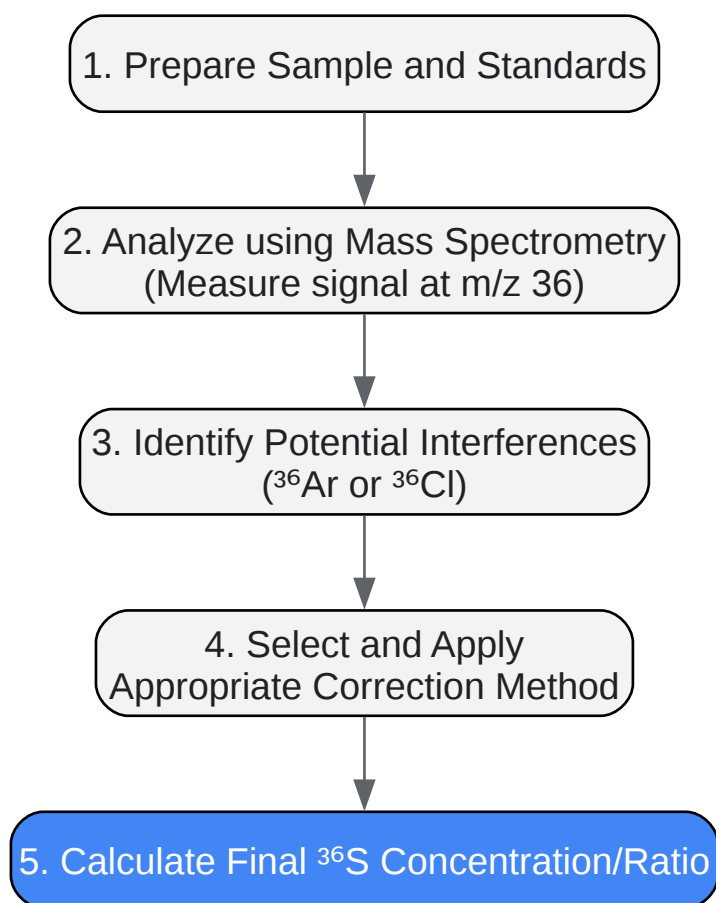 1. Prepare Sample and Standards
2. Analyze using Mass Spectrometry
(Measure signal at m/z 36)
3. Identify Potential Interferences
(³⁶Ar or ³⁶Cl)
4. Select and Apply
Appropriate Correction Method
5. Calculate Final ³⁶S Concentration/Ratio